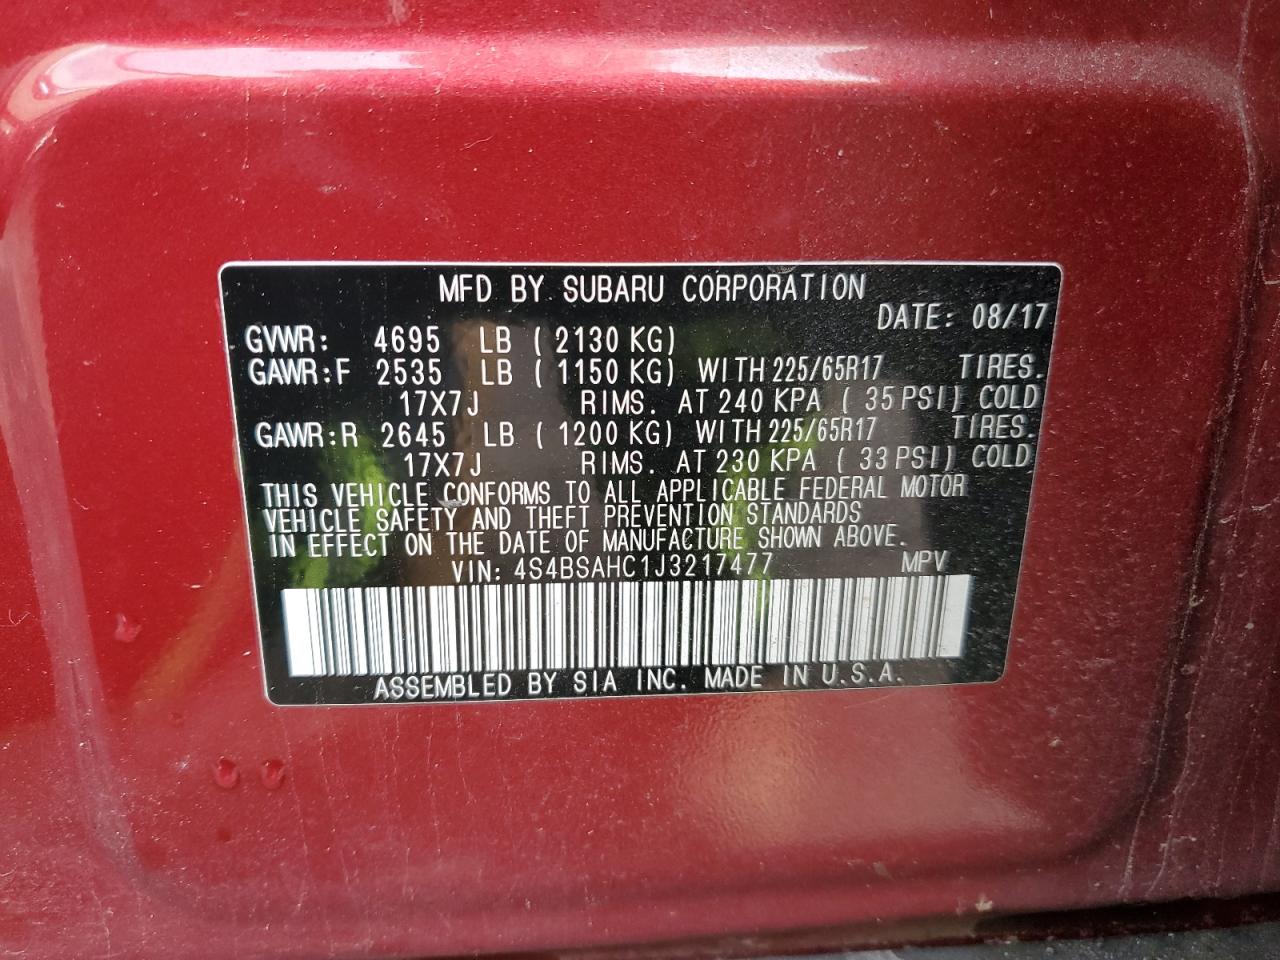 MFD BY SUBARU CORPORATION
DATE: 08/17
GVWR: 4695 LB ( 2130 KG)
GAWR:F 2535 LB ( 1150 KG) WITH 225/65R17 TIRES.
17X7J RIMS. AT 240 KPA ( 35 PSI) COLD
GAWR:R 2645 LB ( 1200 KG) WITH 225/65R17 TIRES.
17X7J RIMS. AT 230 KPA ( 33 PSI) COLD
THIS VEHICLE CONFORMS TO ALL APPLICABLE FEDERAL MOTOR
VEHICLE SAFETY AND THEFT PREVENTION STANDARDS
IN EFFECT ON THE DATE OF MANUFACTURE SHOWN ABOVE.
VIN: 4S4BSAHC1J3217477 MPV
ASSEMBLED BY SIA INC. MADE IN U.S.A.